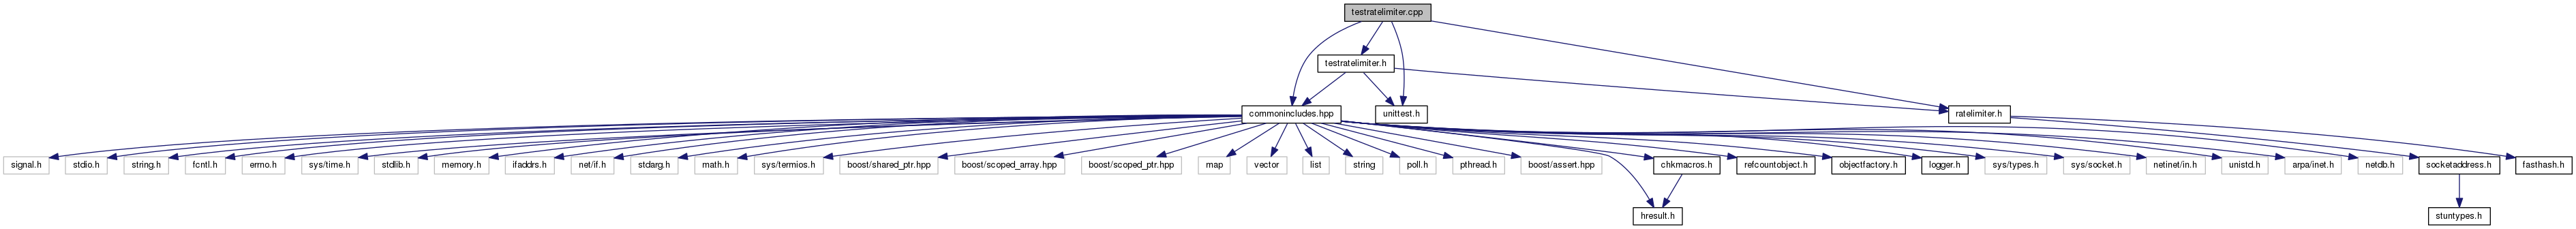 testratelimiter.cpp
testratelimiter.h
commonincludes.hpp
unittest.h
ratelimiter.h
signal.h
stdio.h
string.h
fcntl.h
errno.h
sys/time.h
stdlib.h
memory.h
ifaddrs.h
net/if.h
stdarg.h
math.h
sys/termios.h
boost/shared_ptr.hpp
boost/scoped_array.hpp
boost/scoped_ptr.hpp
map
vector
list
string
poll.h
pthread.h
boost/assert.hpp
chkmacros.h
refcountobject.h
objectfactory.h
logger.h
sys/types.h
sys/socket.h
netinet/in.h
unistd.h
arpa/inet.h
netdb.h
socketaddress.h
fasthash.h
hresult.h
stuntypes.h